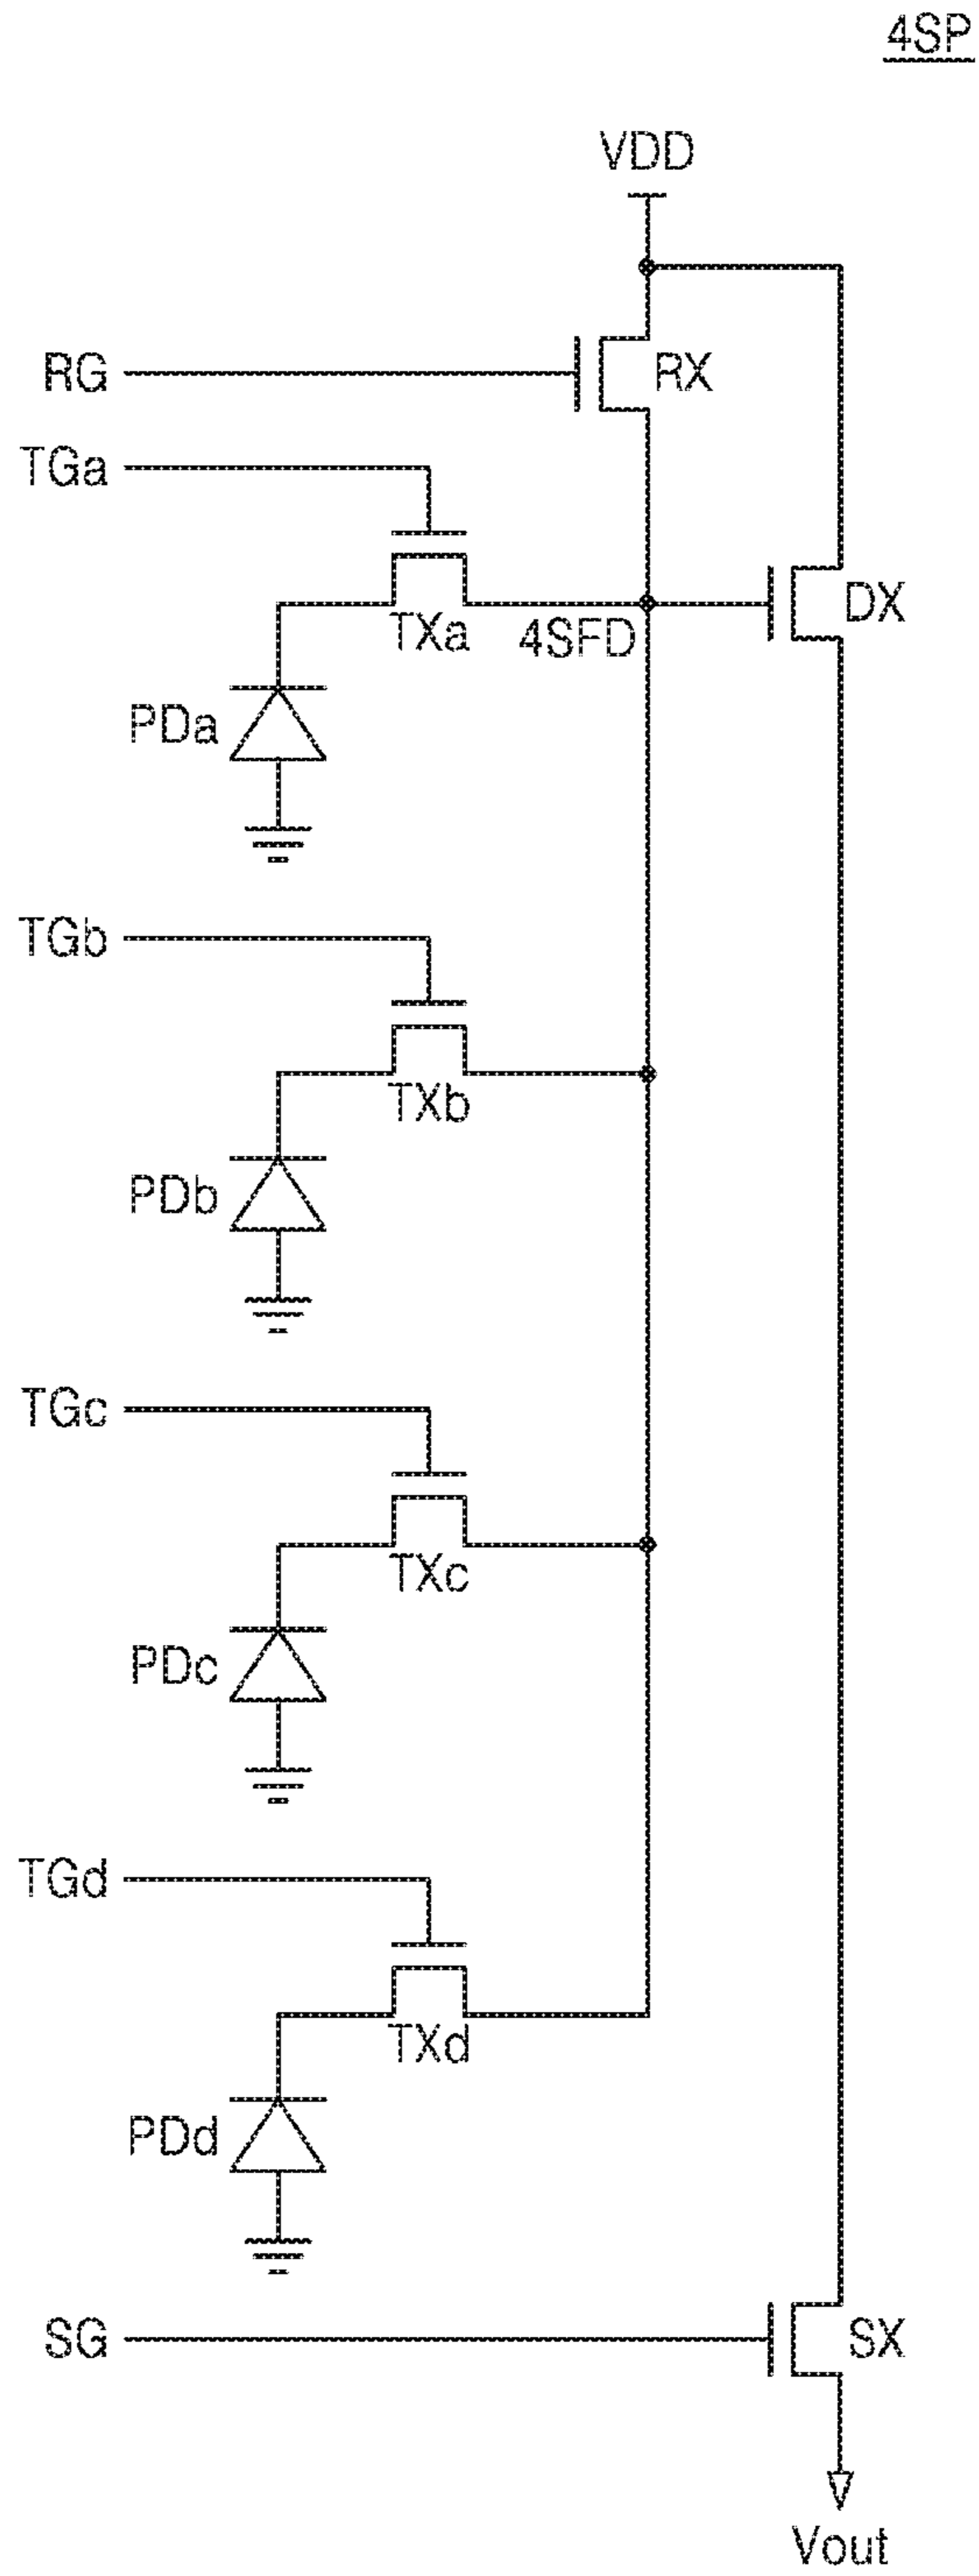 4SP
VDD
RG
RX
TGa
TXa
4SFD
DX
PDa
TGb
TXb
PDb
TGc
TXc
PDc
TGd
TXd
PDd
SG
SX
Vout